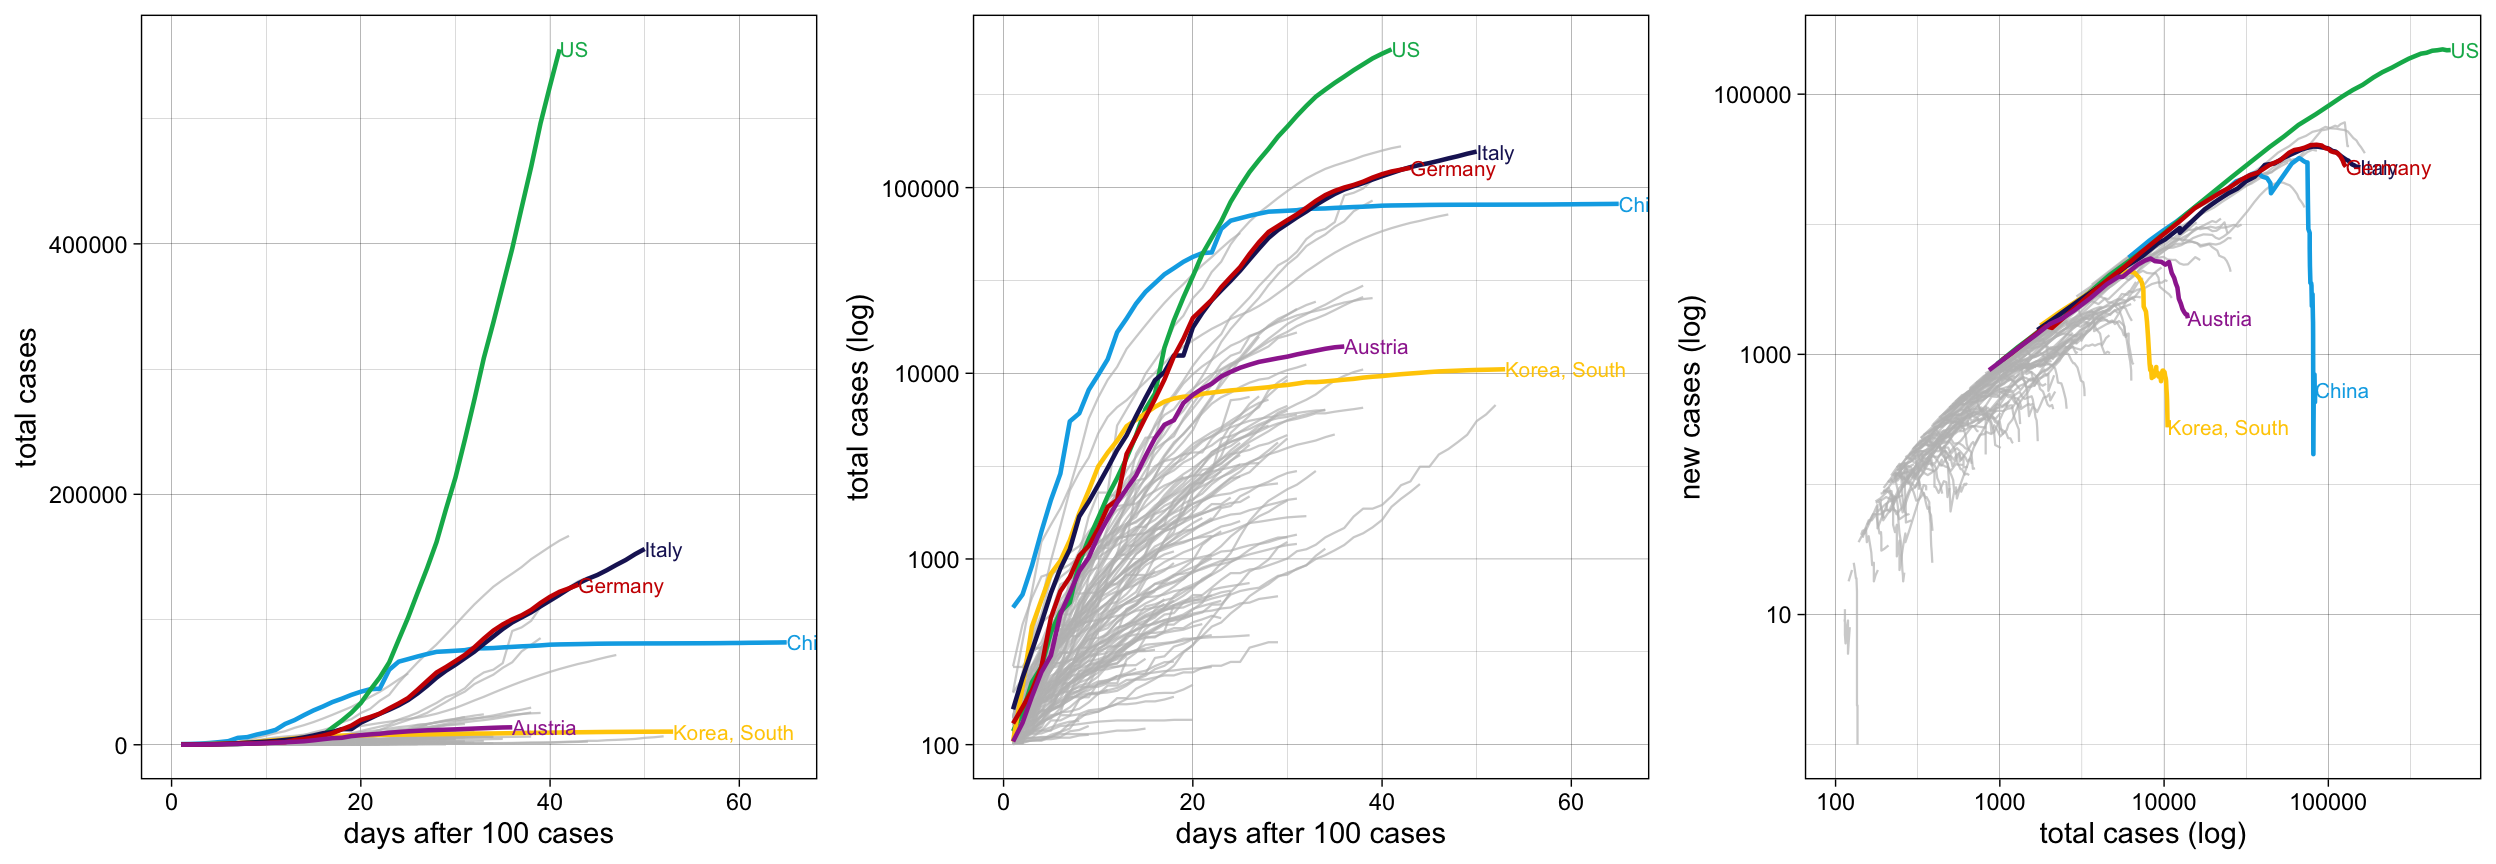 total cases
400000
200000
0
US
Italy
Germany
Chi
Austria
Korea, South
0
20
40
60
days after 100 cases
total cases (log)
100000
10000
1000
100
US
Italy
Germany
Chi
Austria
Korea, South
0
20
40
60
days after 100 cases
new cases (log)
100000
1000
10
US
Italy
Germany
Austria
China
Korea, South
100
1000
10000
100000
total cases (log)